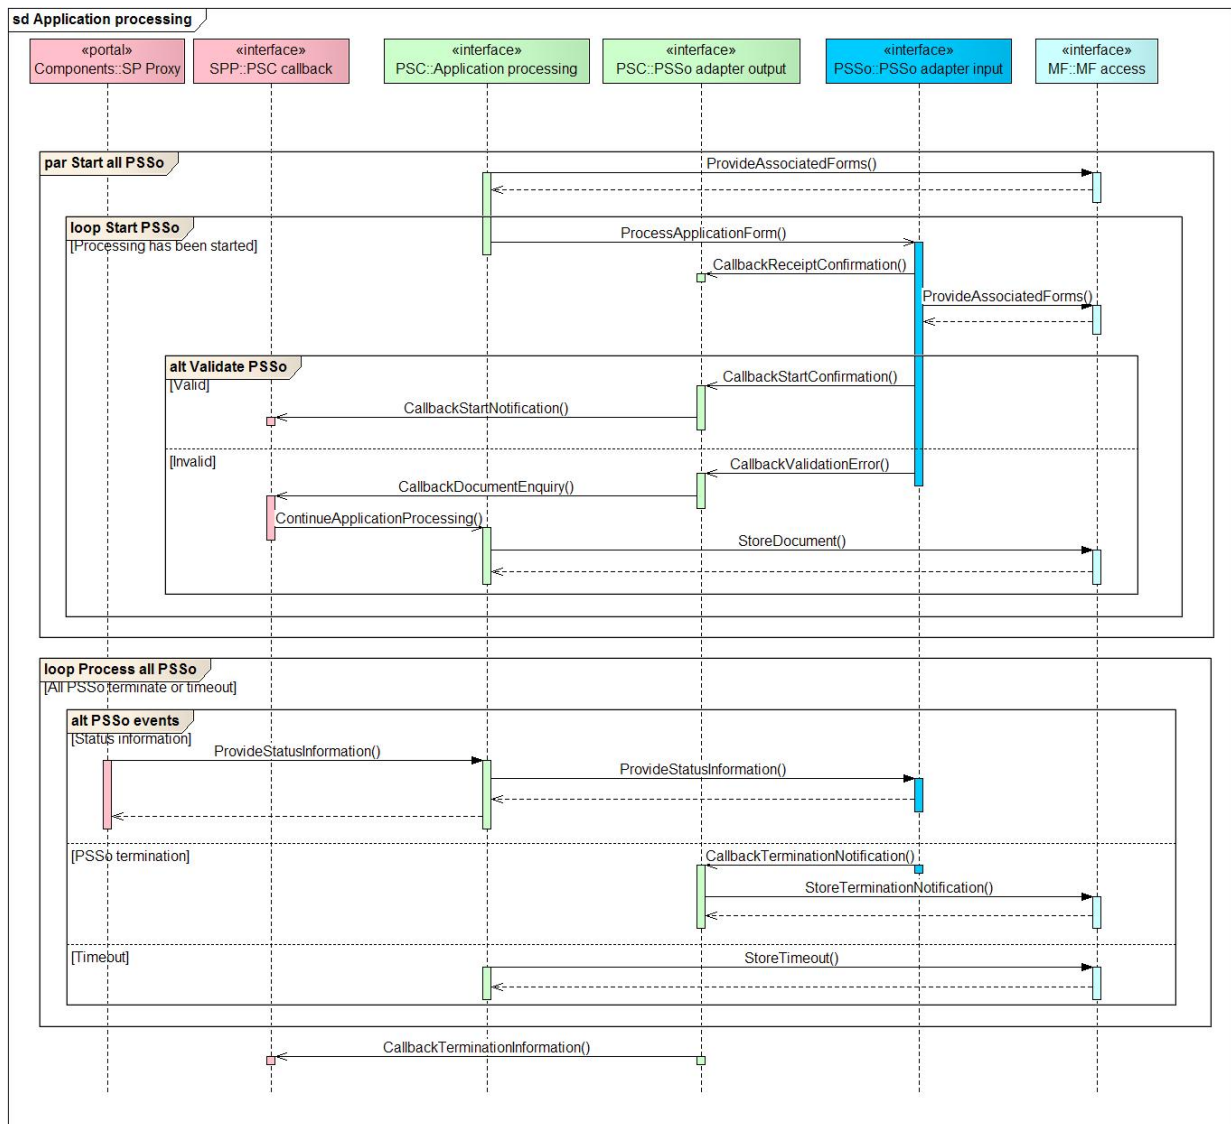 sd Application processing
«portal»
Components::SP Proxy
«interface»
SPP::PSC callback
«interface»
PSC::Application processing
«interface»
PSC::PSSo adapter output
«interface»
PSSo::PSSo adapter input
«interface»
MF::MF access
par Start all PSSo
ProvideAssociatedForms()
loop Start PSSo
[Processing has been started]
ProcessApplicationForm()
CallbackReceiptConfirmation()
ProvideAssociatedForms()
alt Validate PSSo
[Valid]
CallbackStartConfirmation()
CallbackStartNotification()
[Invalid]
CallbackValidationError()
CallbackDocumentEnquiry()
ContinueApplicationProcessing()
StoreDocument()
loop Process all PSSo
[All PSSo terminate or timeout]
alt PSSo events
[Status information]
ProvideStatusInformation()
ProvideStatusInformation()
[PSSo termination]
CallbackTerminationNotification()
StoreTerminationNotification()
[Timeout]
StoreTimeout()
CallbackTerminationInformation()